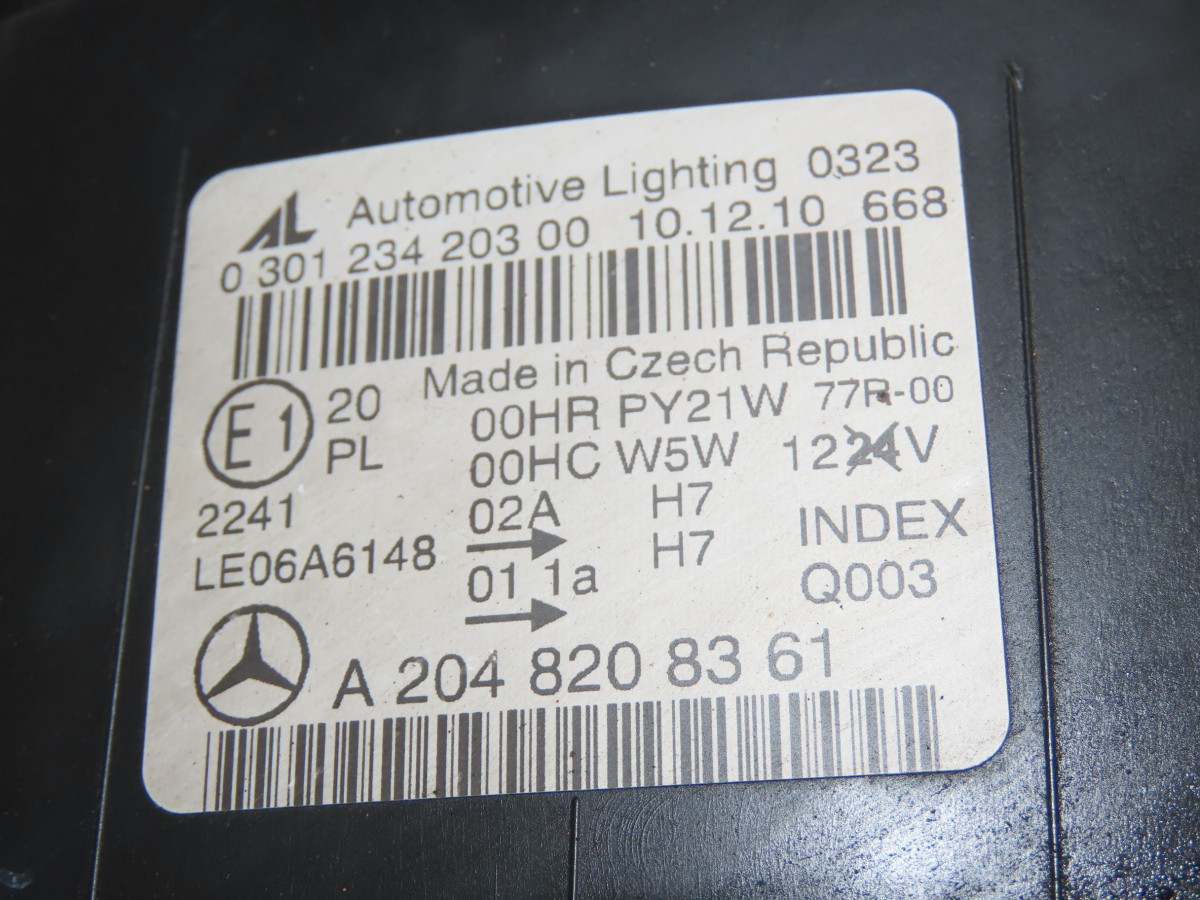 AL Automotive Lighting 0323
0 301 234 203 00 10.12.10 668
Made in Czech Republic
E1 20 00HR PY21W 77R-00
PL 00HC W5W 12 24V
2241 02A H7 INDEX
LE06A6148 01 1a H7 Q003
A 204 820 83 61